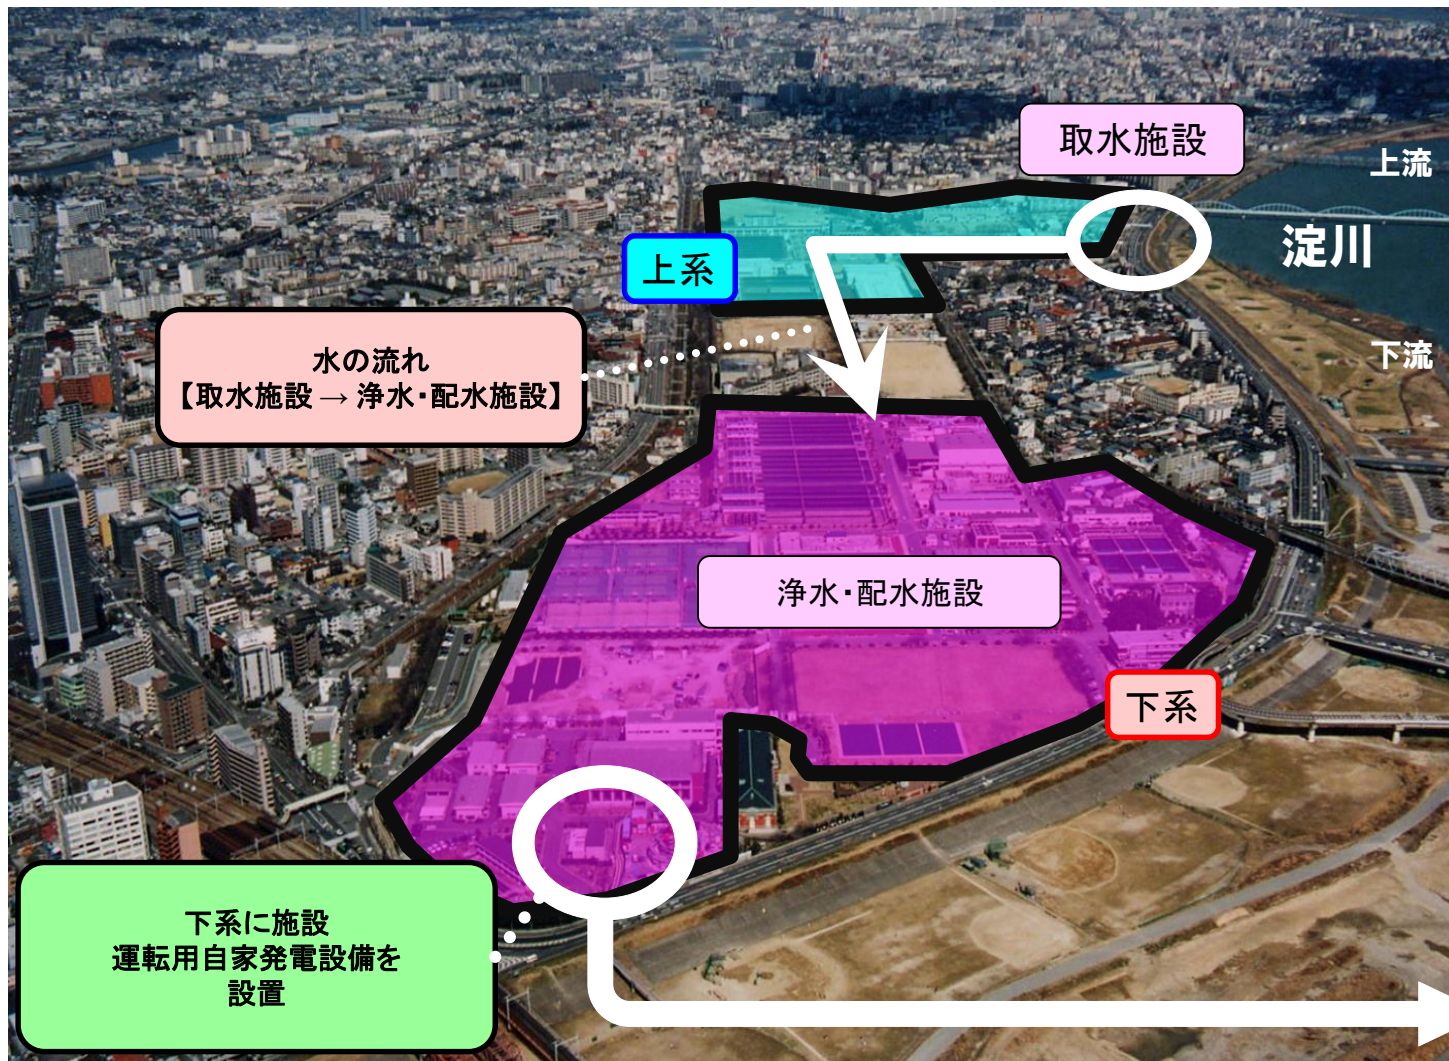 取水施設
上流
淀川
上系
下流
水の流れ
【取水施設 → 浄水・配水施設】
浄水・配水施設
下系
下系に施設
運転用自家発電設備を
設置